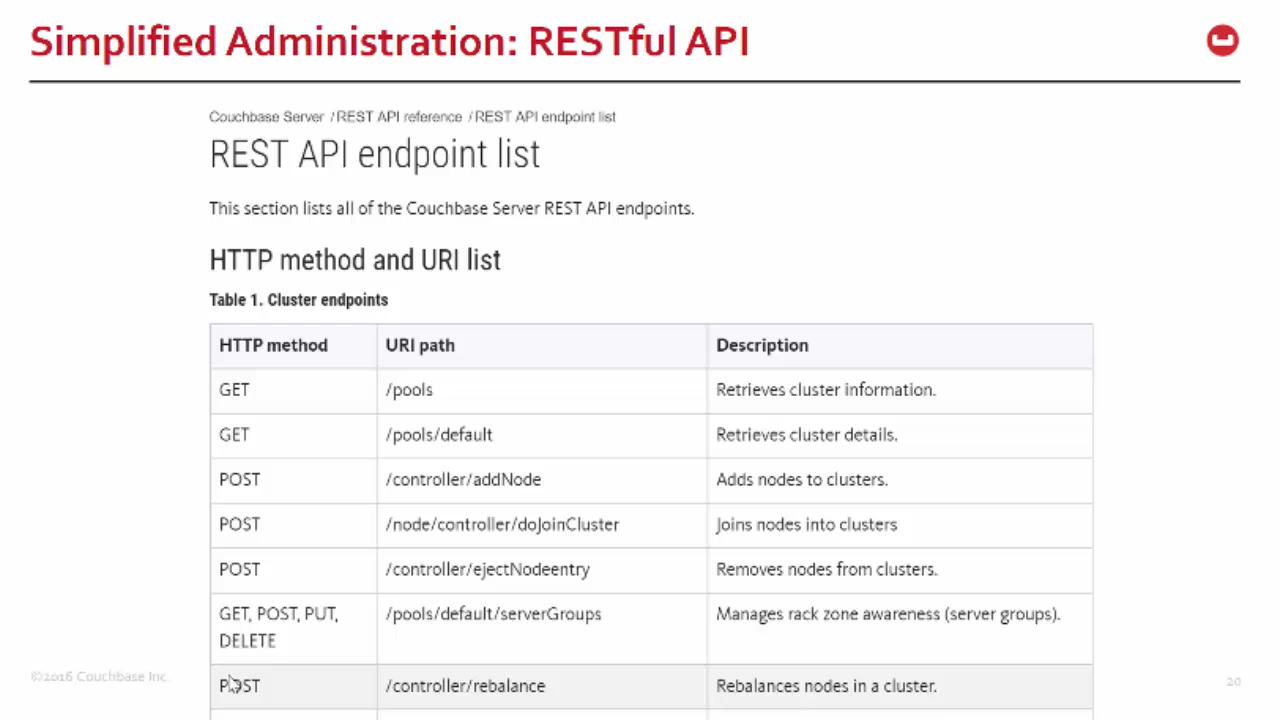 Simplified Administration: RESTful API
Couchbase Server / REST API reference / REST API endpoint list
REST API endpoint list
This section lists all of the Couchbase Server REST API endpoints.
HTTP method and URI list
Table 1. Cluster endpoints
HTTP method URI path Description
GET /pools Retrieves cluster information.
GET /pools/default Retrieves cluster details.
POST /controller/addNode Adds nodes to clusters.
POST /node/controller/doJoinCluster Joins nodes into clusters
POST /controller/ejectNodeentry Removes nodes from clusters.
GET, POST, PUT, /pools/default/serverGroups Manages rack zone awareness (server groups).
DELETE
POST /controller/rebalance Rebalances nodes in a cluster.
©2016 Couchbase Inc. 20